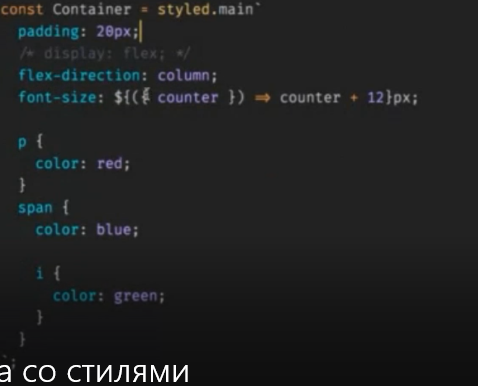 const Container = styled.main`
padding: 20px;
/* display: flex; */
flex-direction: column;
font-size: ${({ counter }) => counter + 12}px;
p {
color: red;
}
span {
color: blue;
i {
color: green;
}
}
`;
а со стилями